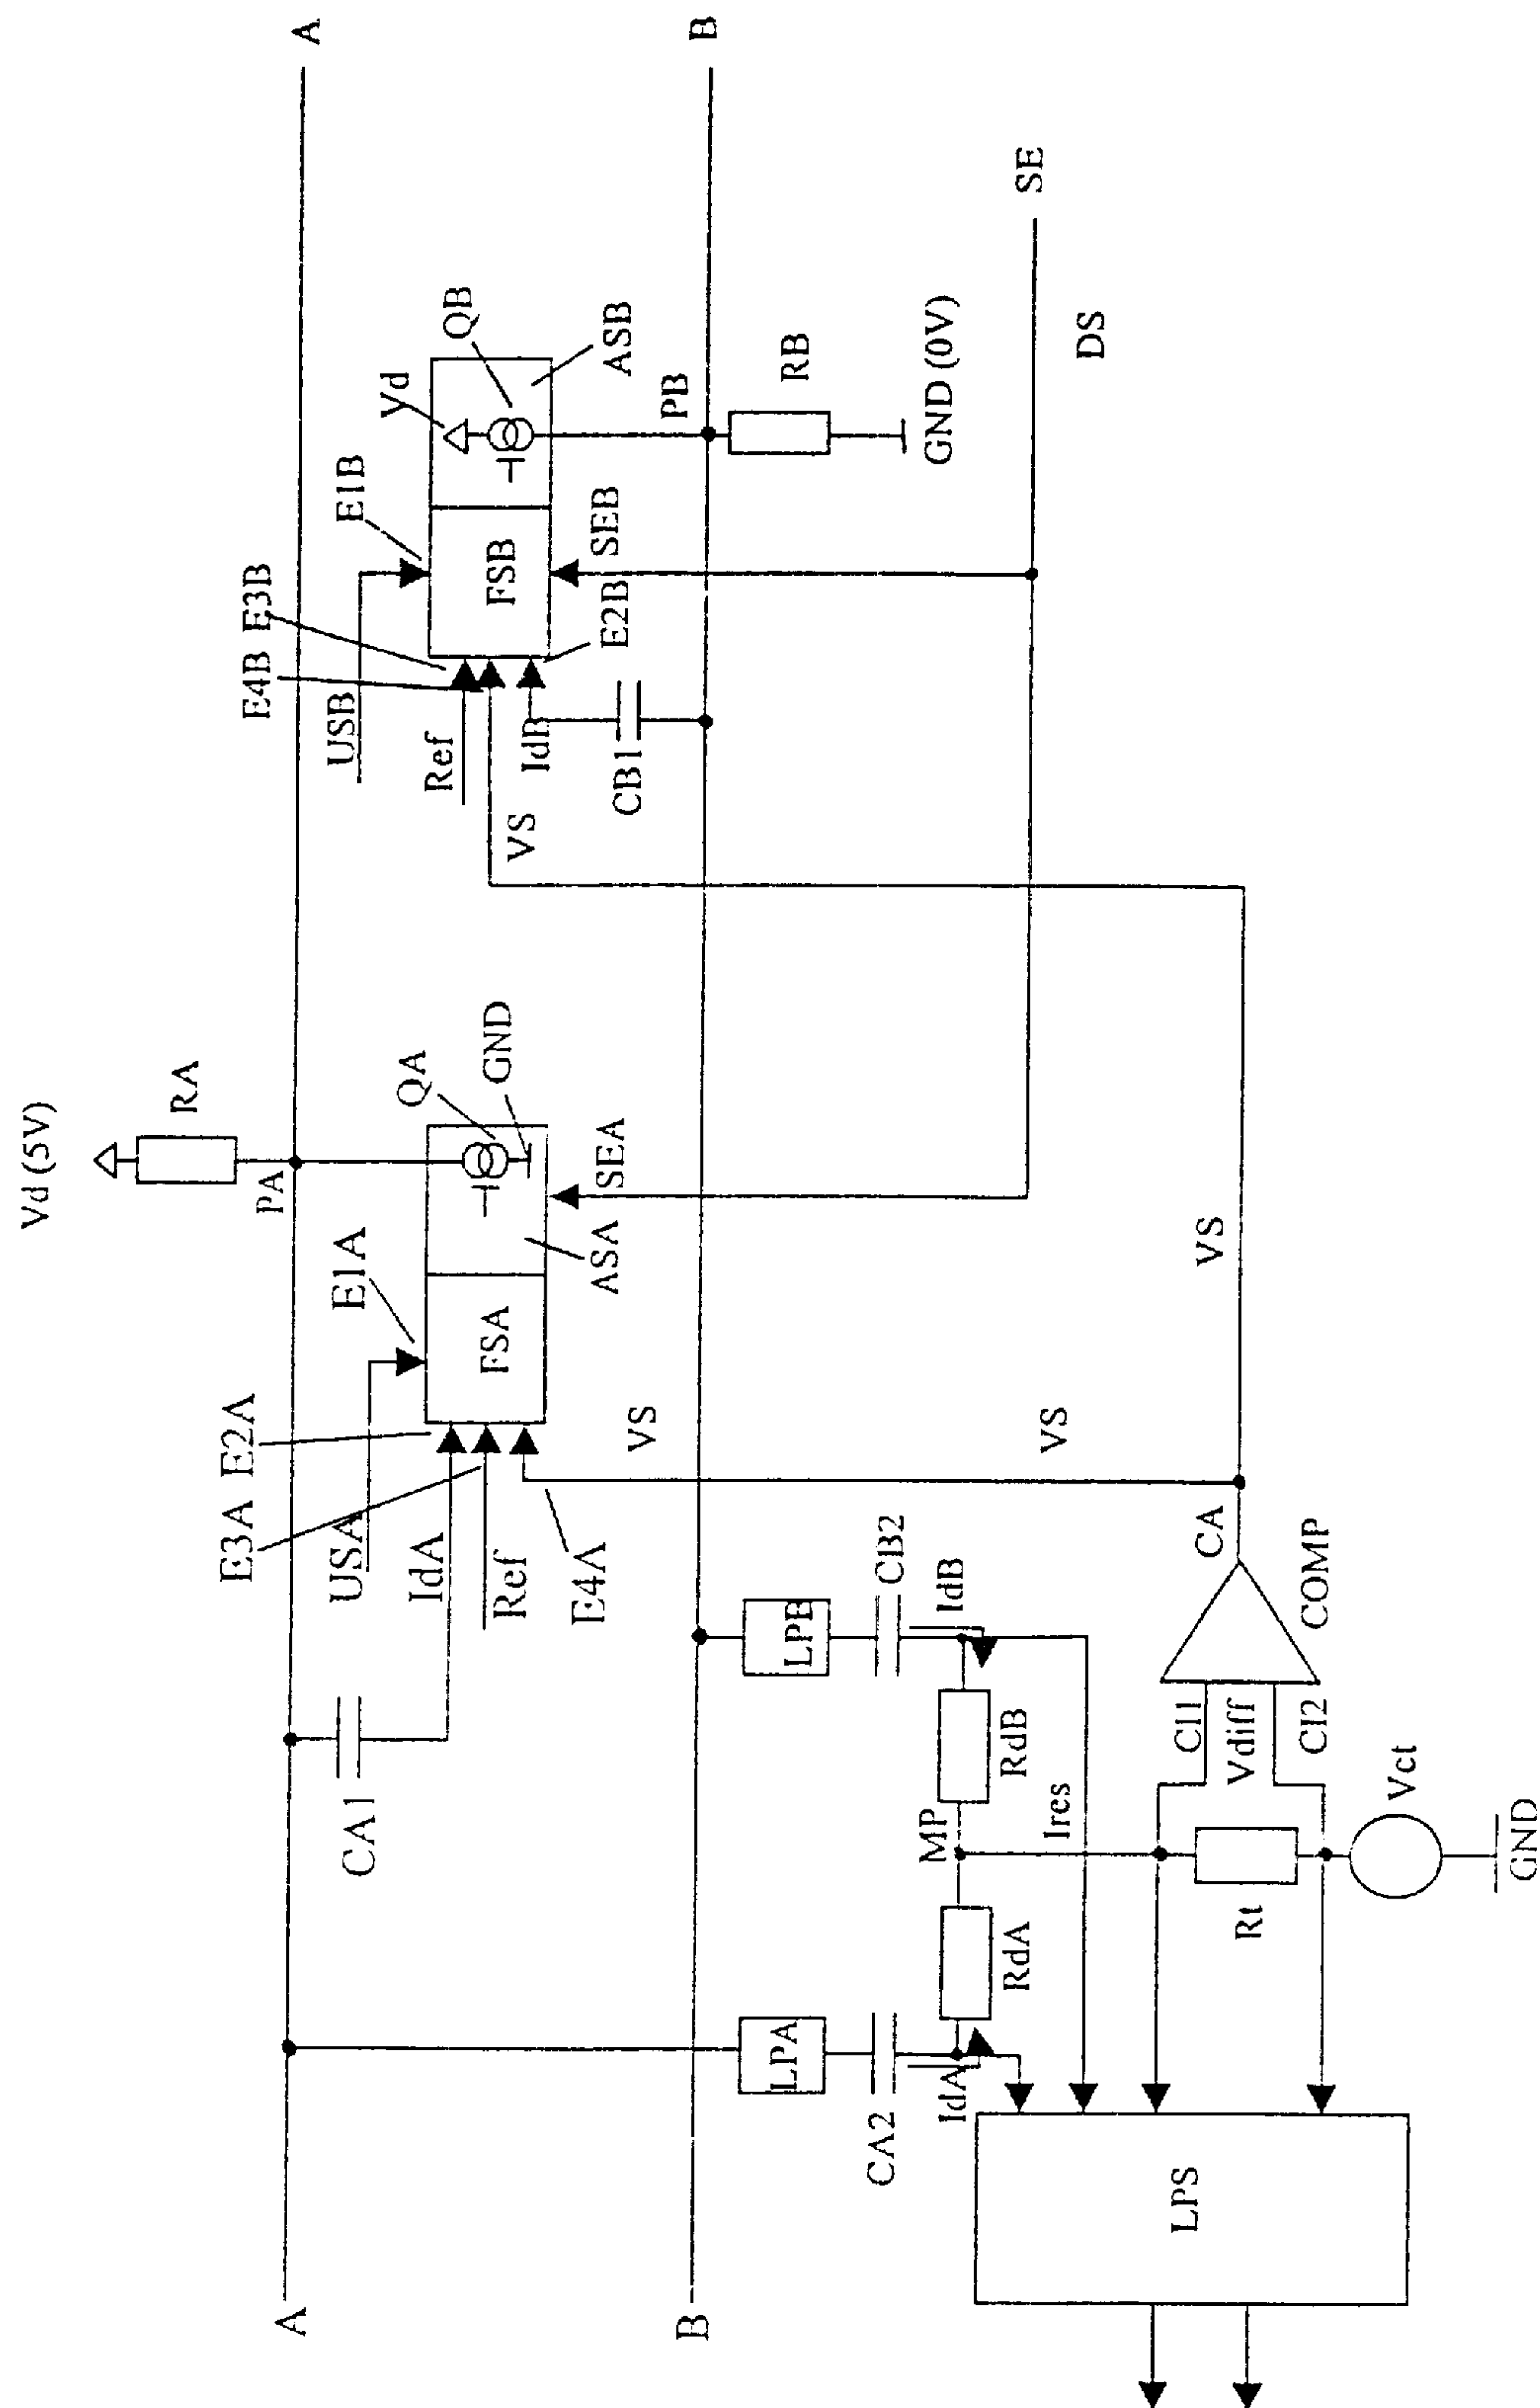 A
B
Vd (5V)
RA
PA
E1A
QA
GND
ASA
SEA
FSA
E3A E2A
USA
IdA
Ref
E4A
CA1
VS
E4B E3B
E1B
USB
Ref
IdB
E2B
SEB
FSB
Vd
QB
ASB
PB
RB
GND (0V)
SE
DS
CB1
VS
VS
VS
LPA
CA2
IdA
LPB
CB2
IdB
RdA
MP
RdB
Ires
CI1
Vdiff
CI2
CA
COMP
Rt
Vct
GND
LPS
A
B